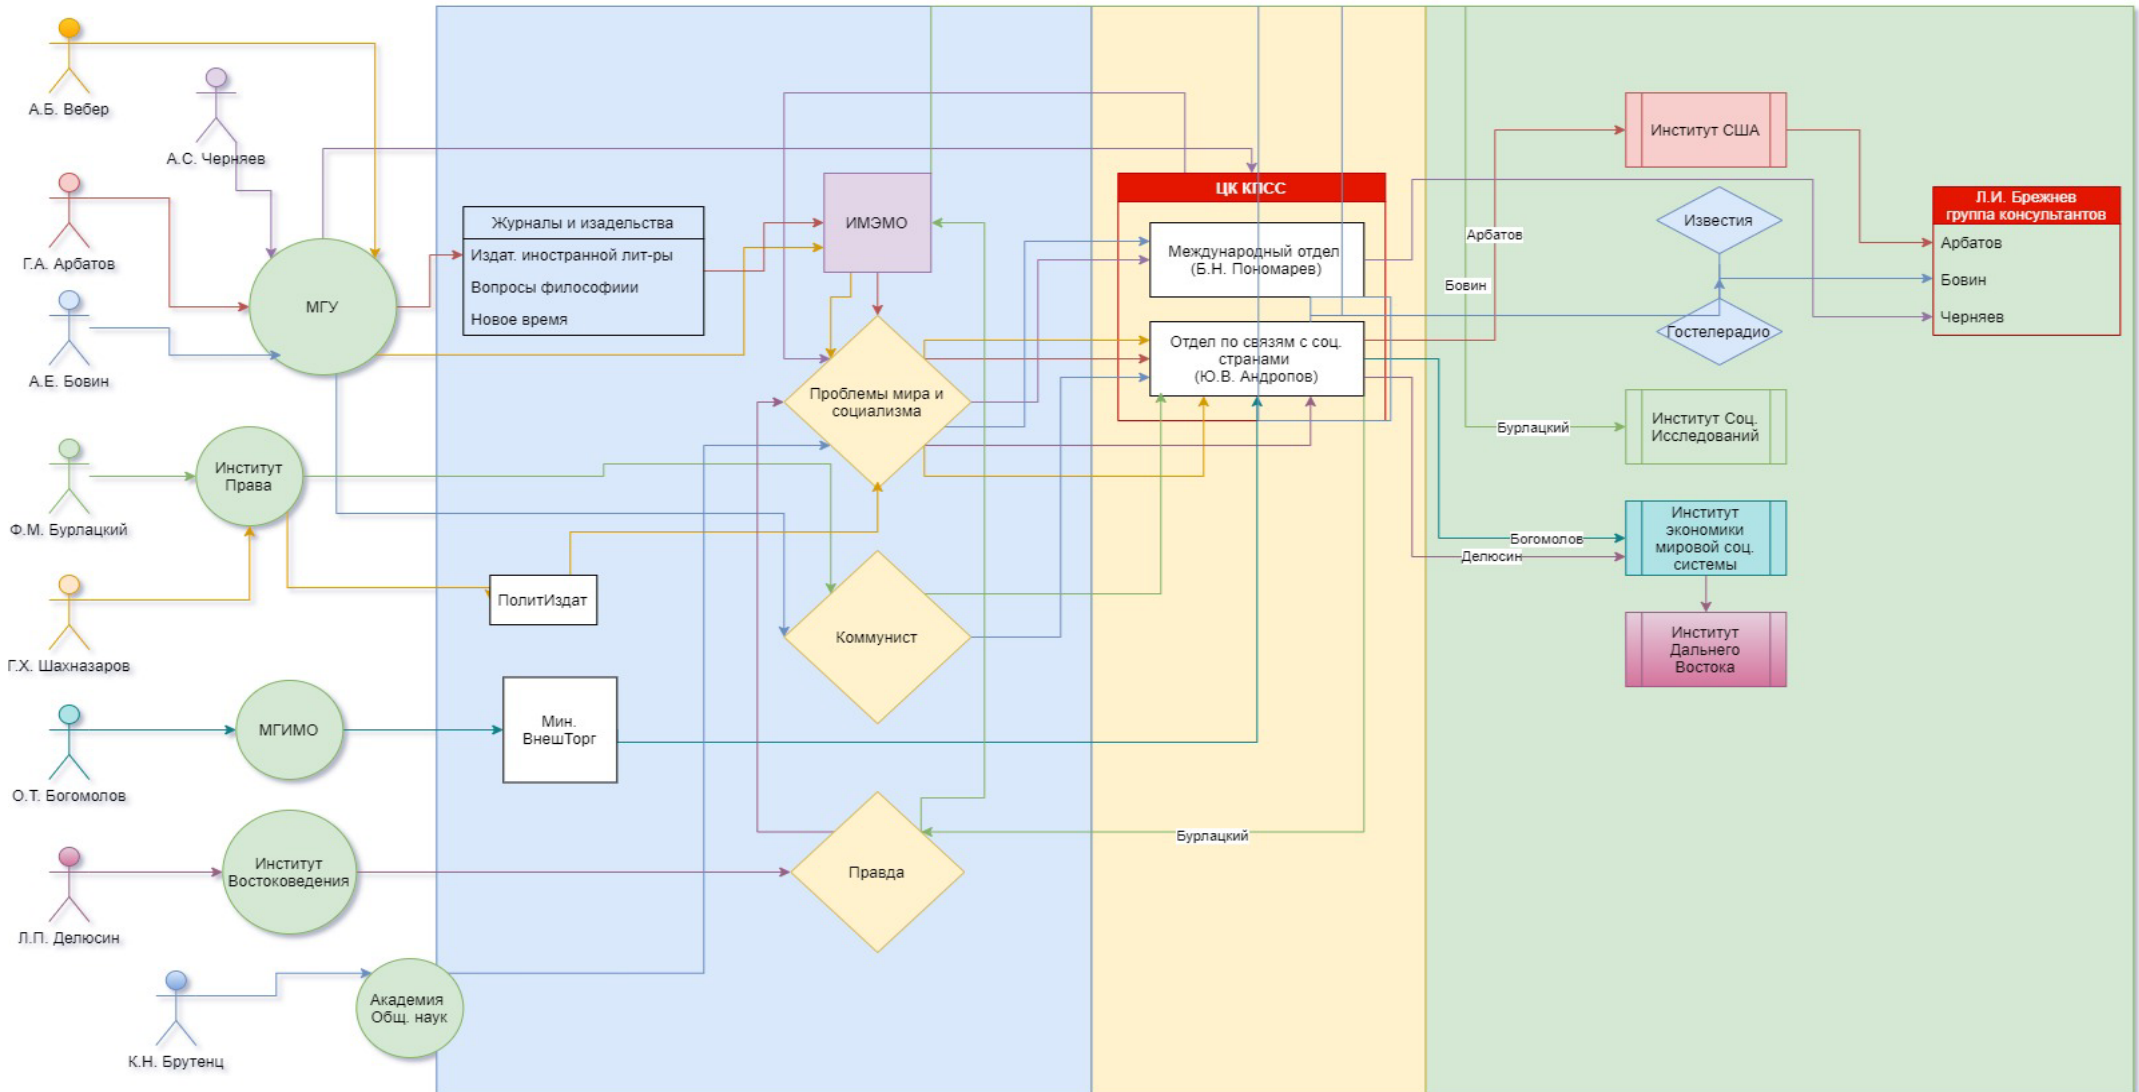 А.Б. Вебер
А.С. Черняев
Г.А. Арбатов
А.Е. Бовин
Ф.М. Бурлацкий
Г.Х. Шахназаров
О.Т. Богомолов
Л.П. Делюсин
К.Н. Брутенц
МГУ
Институт
Права
МГИМО
Институт
Востоковедения
Академия
Общ. наук
Журналы и изадельства
Издат. иностранной лит-ры
Вопросы философиии
Новое время
ПолитИздат
Мин.
ВнешТорг
ИМЭМО
Проблемы мира и
социализма
Коммунист
Правда
ЦК КПСС
Международный отдел
(Б.Н. Пономарев)
Отдел по связям с соц.
странами
(Ю.В. Андропов)
Бурлацкий
Арбатов
Бовин
Бурлацкий
Богомолов
Делюсин
Институт США
Известия
Гостелерадио
Институт Соц.
Исследований
Институт
экономики
мировой соц.
системы
Институт
Дальнего
Востока
Л.И. Брежнев
группа консультантов
Арбатов
Бовин
Черняев